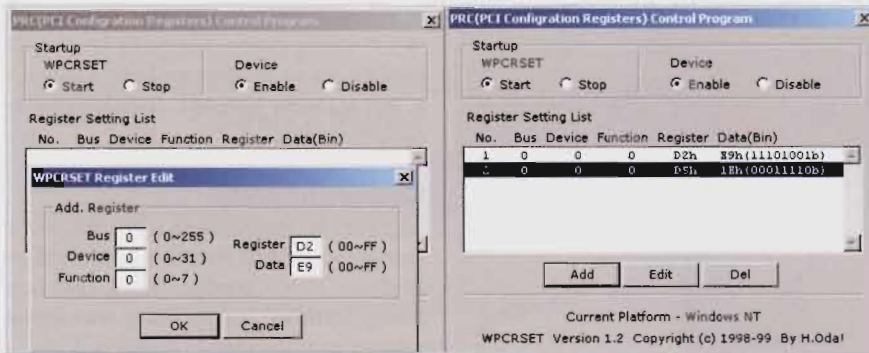 PRC(PCI Configration Registers) Control Program
Startup
WPCRSET
Device
Start
Stop
Enable
Disable
Register Setting List
No. Bus Device Function Register Data(Bin)
WPCRSET Register Edit
Add. Register
Bus 0 ( 0~255 )
Device 0 ( 0~31 )
Function 0 ( 0~7 )
Register D2 ( 00~FF )
Data E9 ( 00~FF )
OK
Cancel
PRC(PCI Configration Registers) Control Program
Startup
WPCRSET
Device
Start
Stop
Enable
Disable
Register Setting List
No. Bus Device Function Register Data(Bin)
1 0 0 0 D2h E9h(11101001b)
0 0 0 D5h 1Eh(00011110b)
Add
Edit
Del
Current Platform - Windows NT
WPCRSET Version 1.2 Copyright (c) 1998-99 By H.Oda!